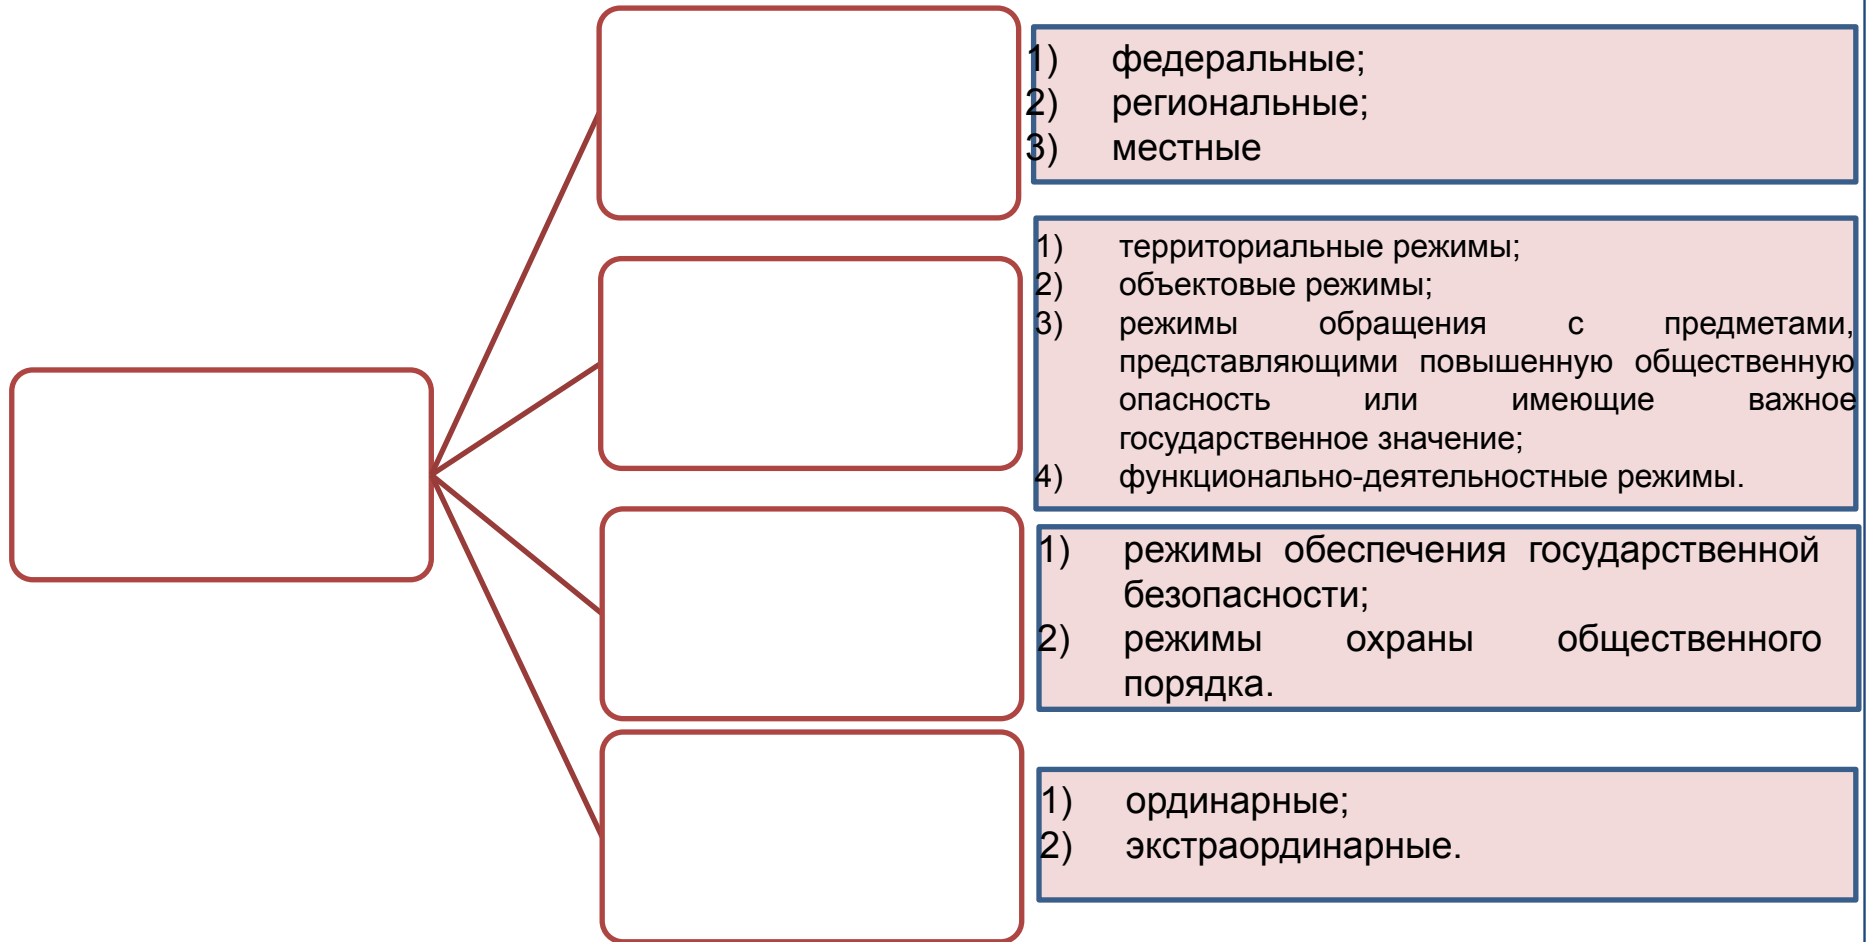 1) федеральные;
2) региональные;
3) местные
1) территориальные режимы;
2) объектовые режимы;
3) режимы обращения с предметами,
представляющими повышенную общественную
опасность или имеющие важное
государственное значение;
4) функционально-деятельностные режимы.
1) режимы обеспечения государственной
безопасности;
2) режимы охраны общественного
порядка.
1) ординарные;
2) экстраординарные.